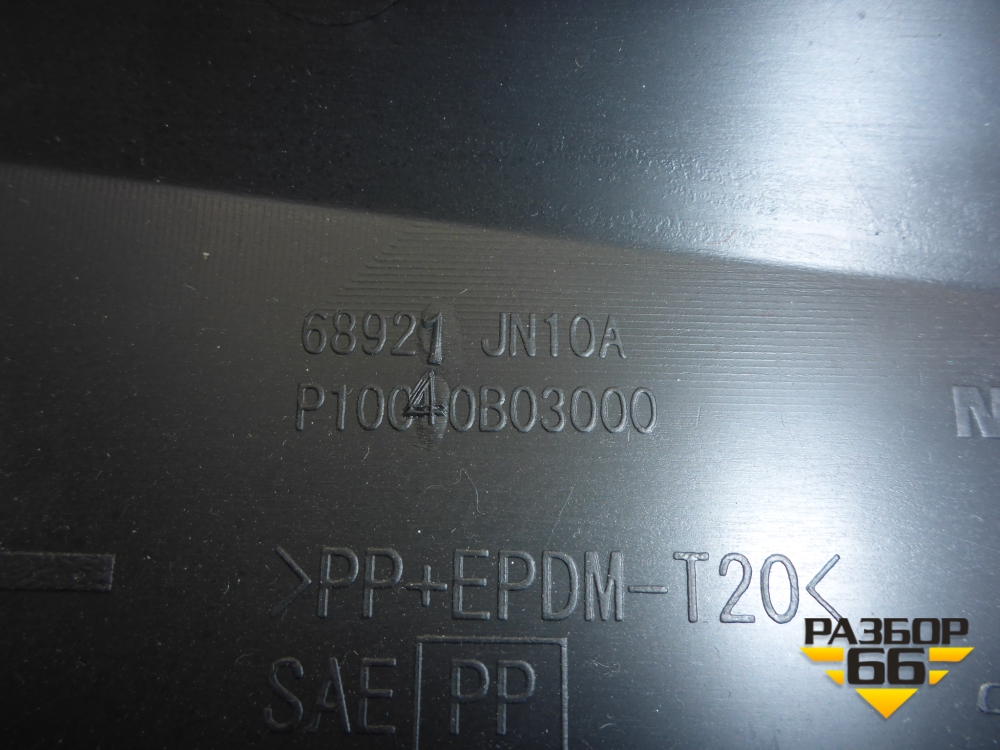 68921 JN10A
P10040B03000
>PP+EPDM-T20<
SAE PP
РАЗБОР
66